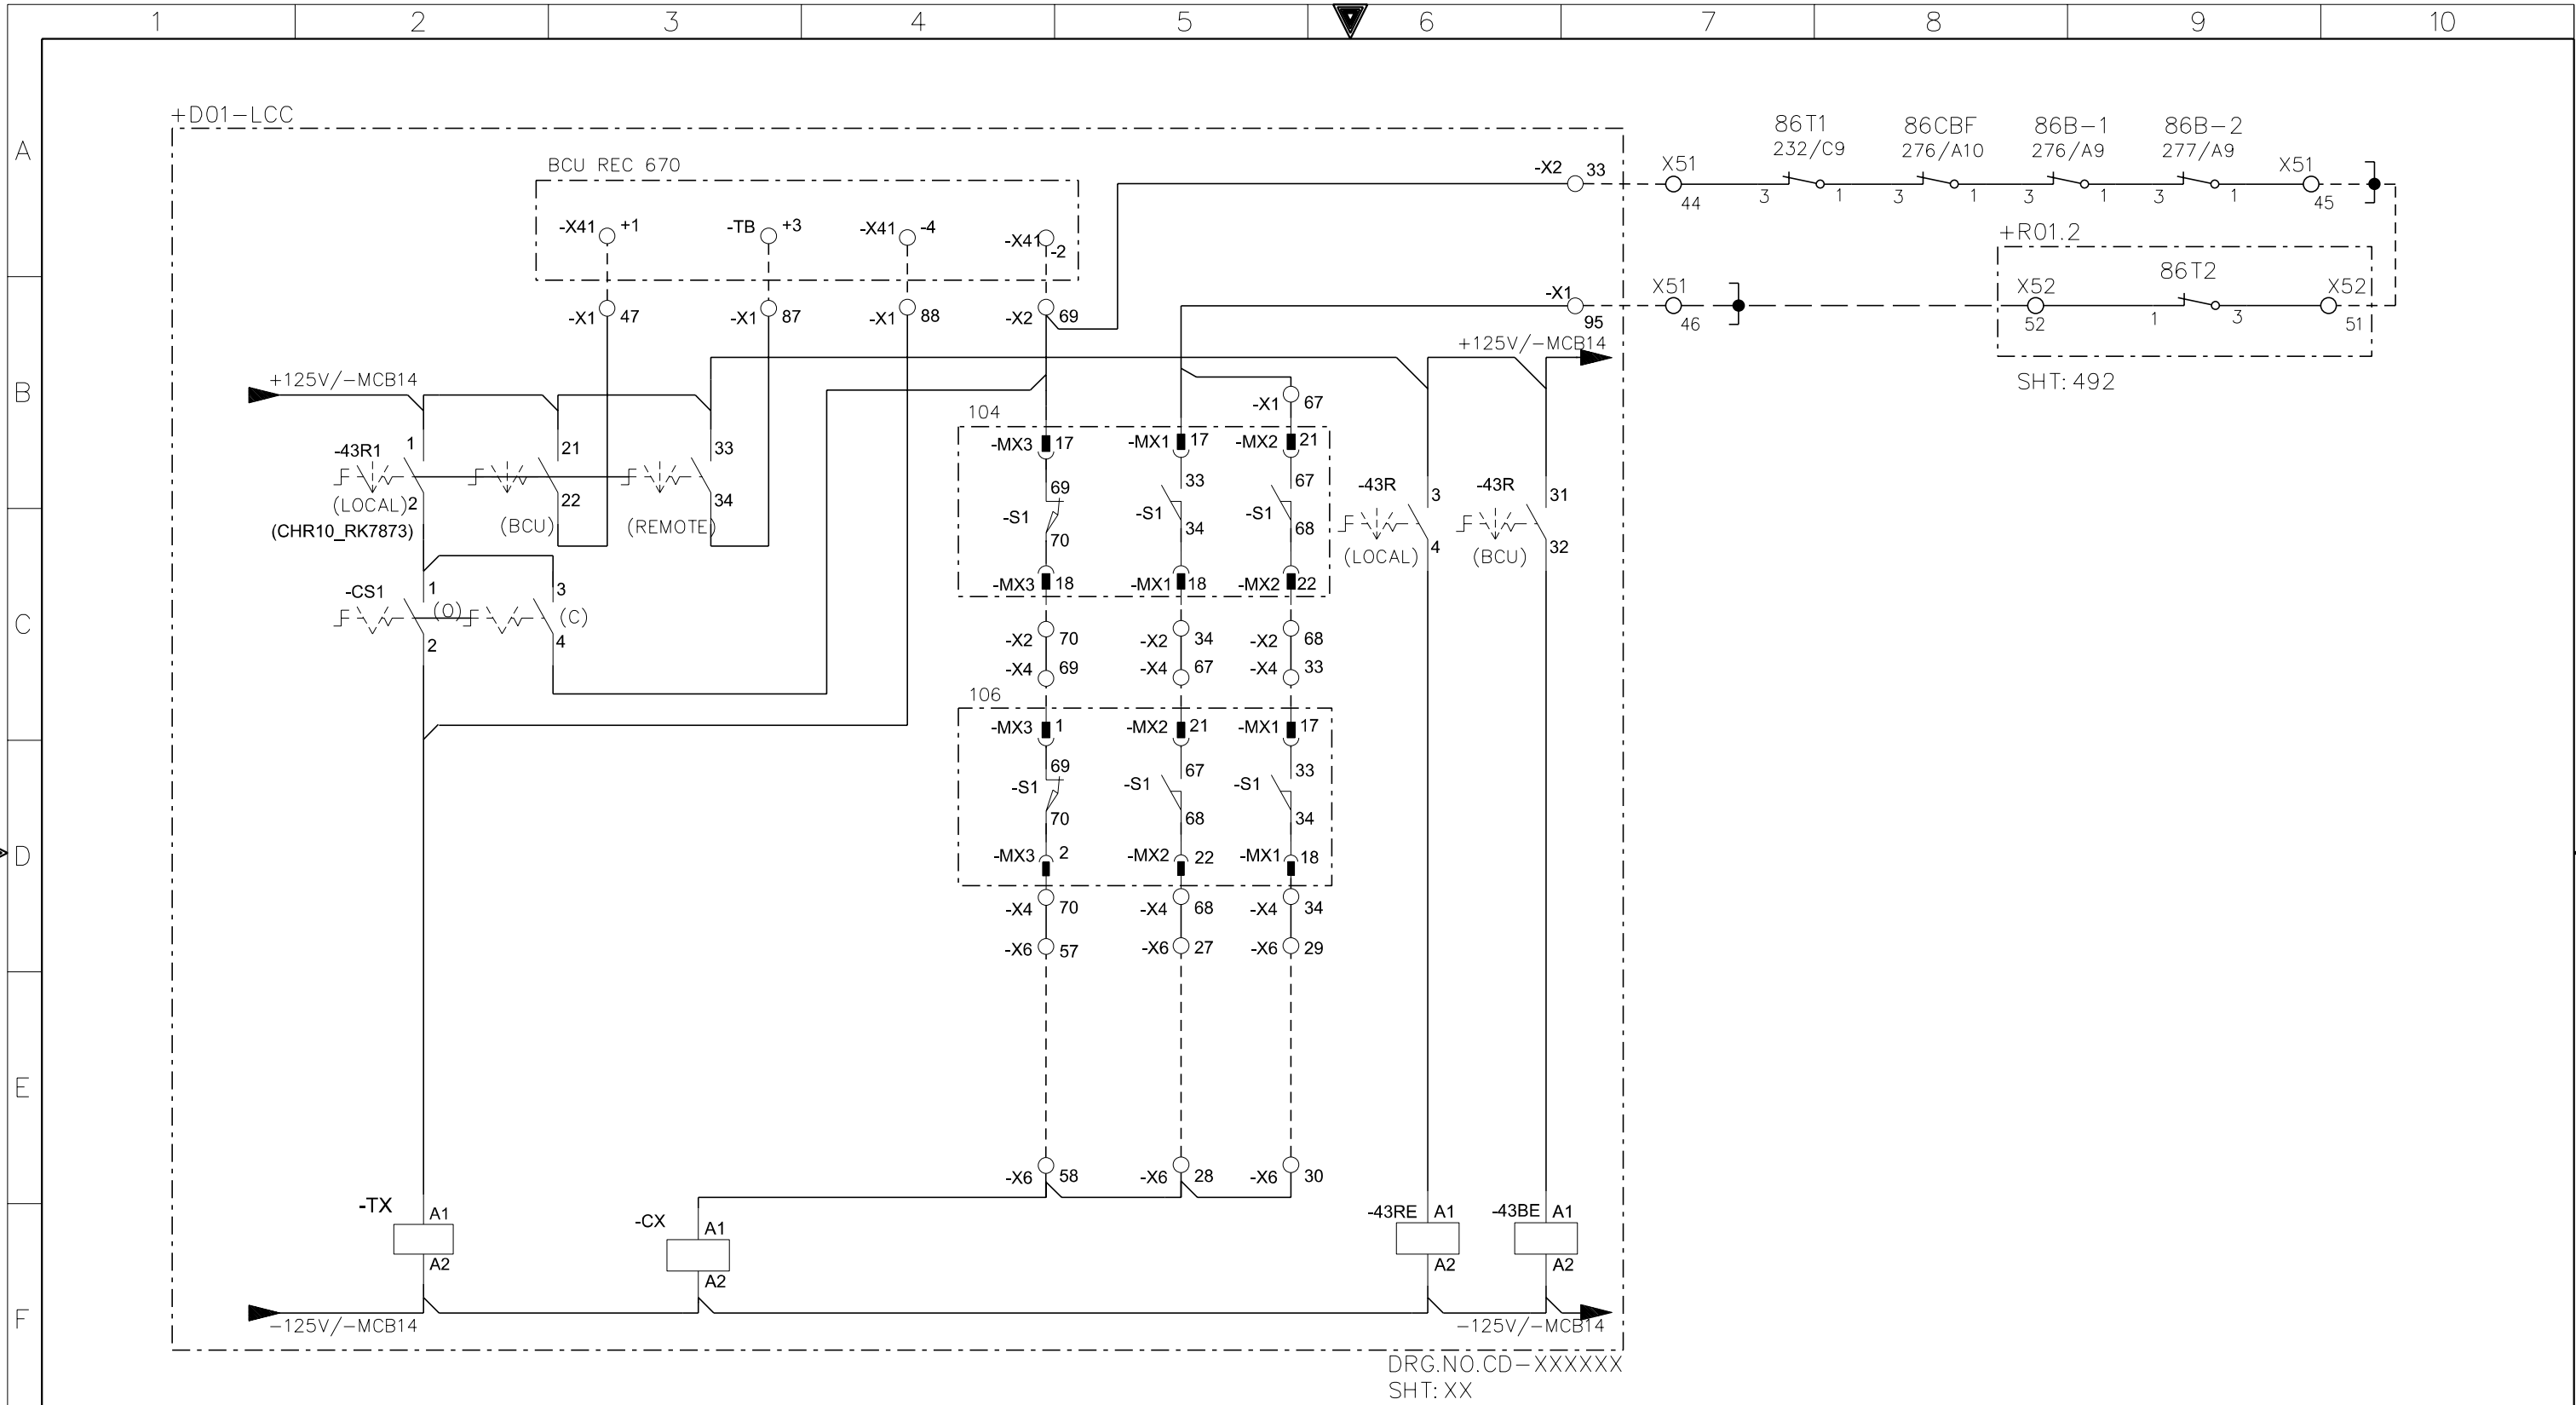 1 2 3 4 5 6 7 8 9 10
A
B
C
D
E
F
+D01-LCC
BCU REC 670
-X41 +1
-TB +3
-X41 -4
-X41 -2
-X1 47
-X1 87
-X1 88
-X2 69
-X2 33
X51
44
86T1
232/C9
3 1
86CBF
276/A10
3 1
86B-1
276/A9
3 1
86B-2
277/A9
3 1
X51
45
+R01.2
86T2
X52
52
1 3
X52
51
SHT: 492
-X1
95
X51
46
+125V/-MCB14
+125V/-MCB14
-43R1
1
2
(LOCAL)
(CHR10_RK7873)
21
22
(BCU)
33
34
(REMOTE)
-CS1
1
(O)
2
3
(C)
4
104
-X1 67
-MX3 17
-MX1 17
-MX2 21
69
-S1
70
33
-S1
34
67
-S1
68
-MX3 18
-MX1 18
-MX2 22
-X2 70
-X2 34
-X2 68
-X4 69
-X4 67
-X4 33
-43R
3
4
(LOCAL)
-43R
31
32
(BCU)
106
-MX3 1
-MX2 21
-MX1 17
69
-S1
70
67
-S1
68
33
-S1
34
-MX3 2
-MX2 22
-MX1 18
-X4 70
-X4 68
-X4 34
-X6 57
-X6 27
-X6 29
-X6 58
-X6 28
-X6 30
-TX
A1
A2
-CX
A1
A2
-43RE
A1
A2
-43BE
A1
A2
-125V/-MCB14
-125V/-MCB14
DRG.NO.CD-XXXXXX
SHT: XX